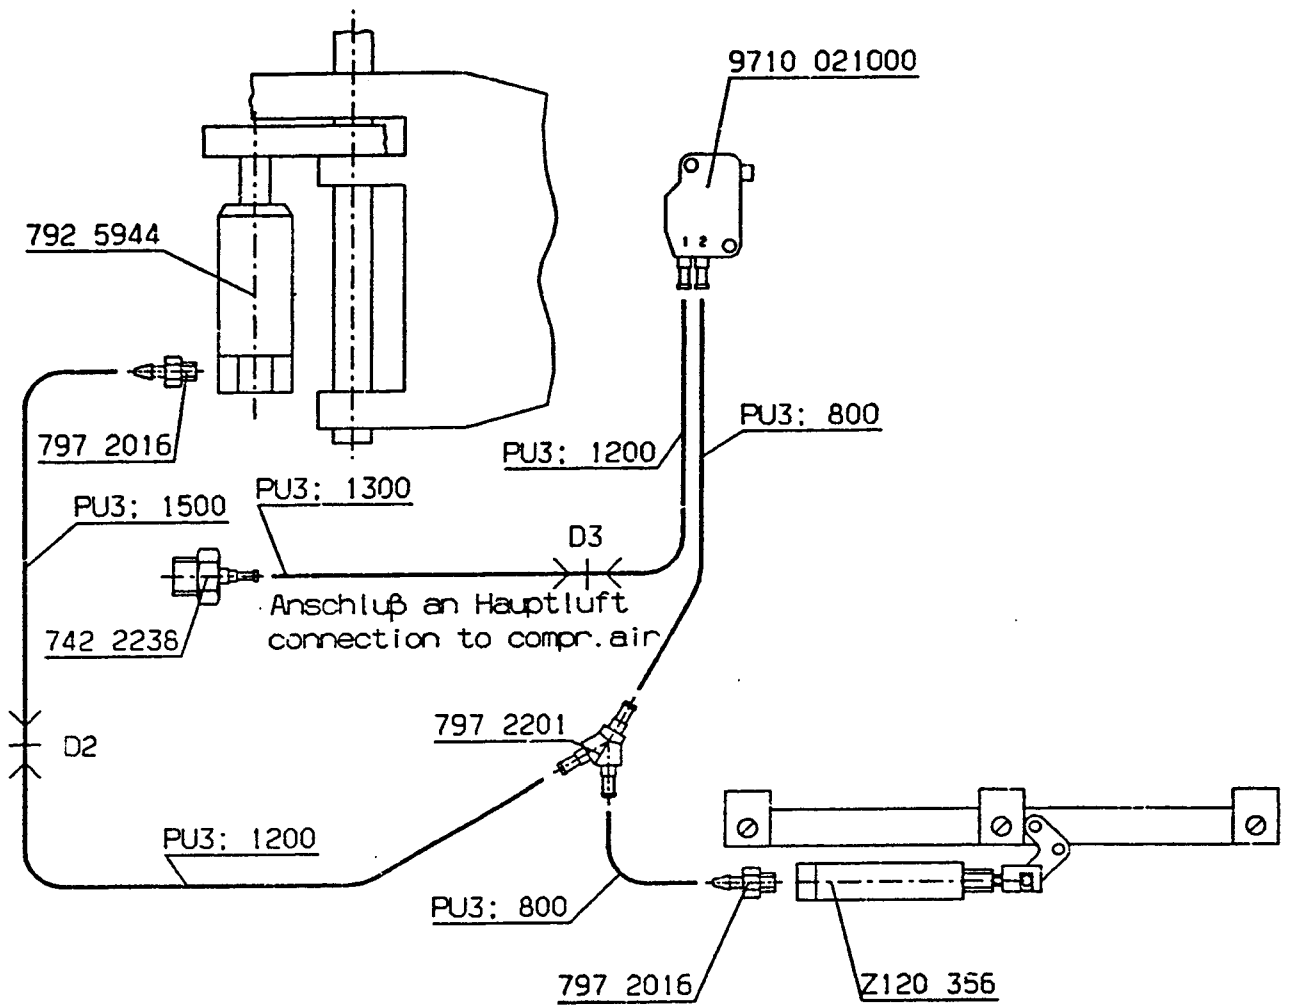 9710 021000
1 2
792 5944
PU3; 800
797 2016
PU3; 1200
PU3; 1300
PU3; 1500
D3
Anschluß an Hauptluft
connection to compr.air
742 2238
797 2201
D2
PU3; 1200
PU3; 800
797 2016
Z120 356